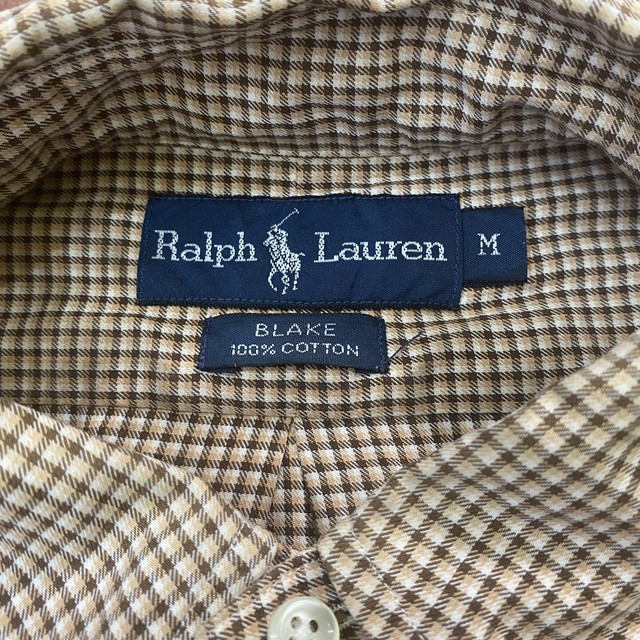 Ralph Lauren M
BLAKE
100% COTTON